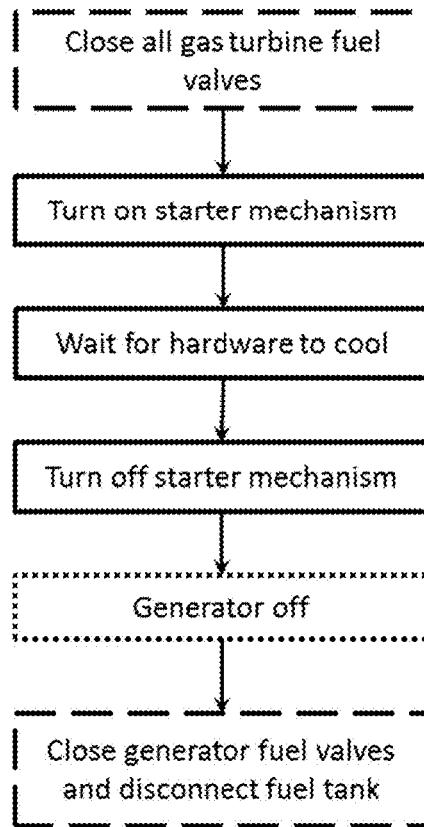 Close all gas turbine fuel
valves
Turn on starter mechanism
Wait for hardware to cool
Turn off starter mechanism
Generator off
Close generator fuel valves
and disconnect fuel tank